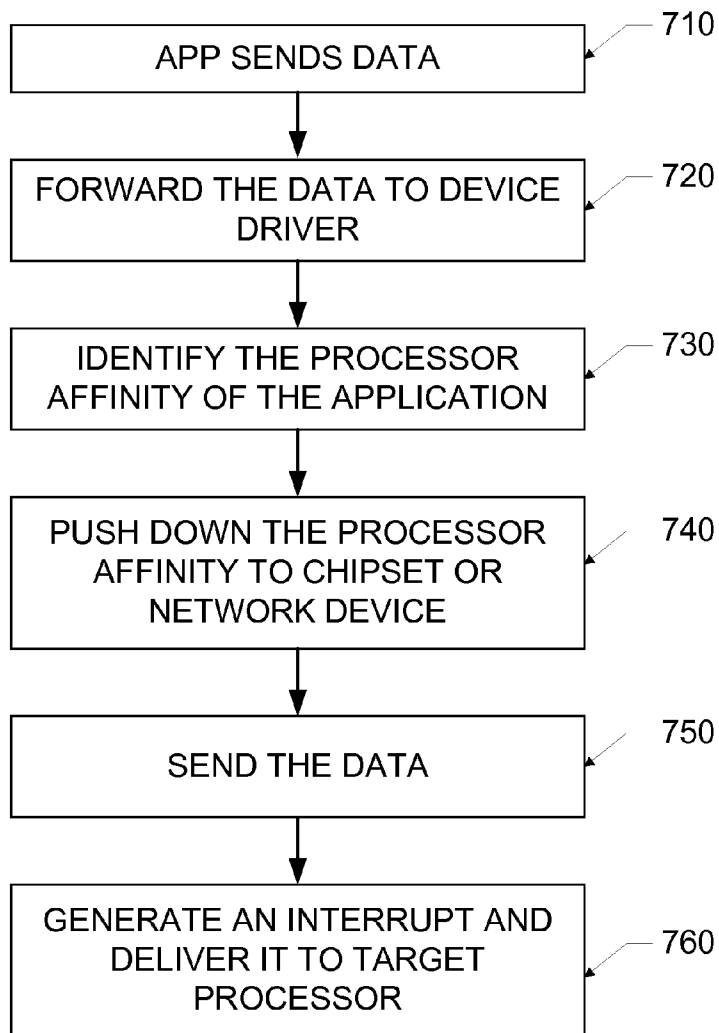 APP SENDS DATA
710
FORWARD THE DATA TO DEVICE
DRIVER
720
IDENTIFY THE PROCESSOR
AFFINITY OF THE APPLICATION
730
PUSH DOWN THE PROCESSOR
AFFINITY TO CHIPSET OR
NETWORK DEVICE
740
SEND THE DATA
750
GENERATE AN INTERRUPT AND
DELIVER IT TO TARGET
PROCESSOR
760